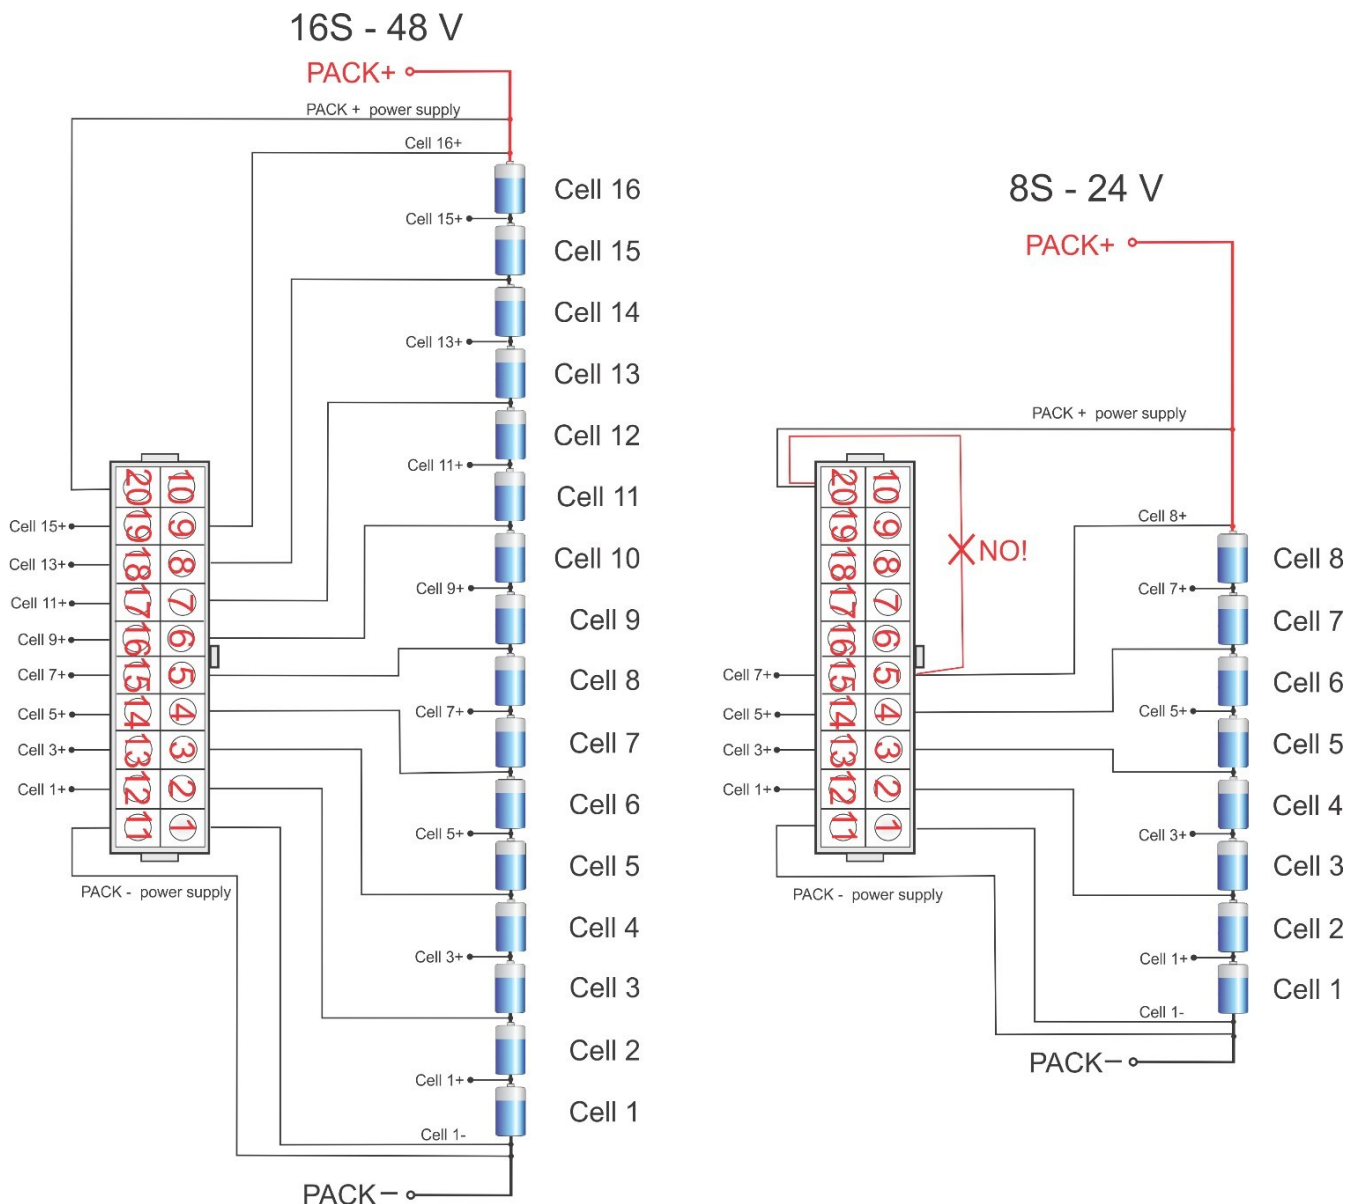 16S - 48 V
PACK+
PACK + power supply
Cell 16+
Cell 16
Cell 15+
Cell 15
Cell 14
Cell 13+
Cell 13
Cell 12
Cell 11+
Cell 11
Cell 10
Cell 9+
Cell 9
Cell 8
Cell 7+
Cell 7
Cell 6
Cell 5+
Cell 5
Cell 4
Cell 3+
Cell 3
Cell 2
Cell 1+
Cell 1
Cell 1-
PACK –
20 10
Cell 15+ 19 9
Cell 13+ 18 8
Cell 11+ 17 7
Cell 9+ 16 6
Cell 7+ 15 5
Cell 5+ 14 4
Cell 3+ 13 3
Cell 1+ 12 2
11 1
PACK - power supply
8S - 24 V
PACK+
PACK + power supply
Cell 8+
Cell 8
Cell 7+
Cell 7
Cell 6
Cell 5+
Cell 5
Cell 4
Cell 3+
Cell 3
Cell 2
Cell 1+
Cell 1
Cell 1-
PACK–
20 10
19 9
18 8
NO!
17 7
16 6
Cell 7+ 15 5
Cell 5+ 14 4
Cell 3+ 13 3
Cell 1+ 12 2
11 1
PACK - power supply